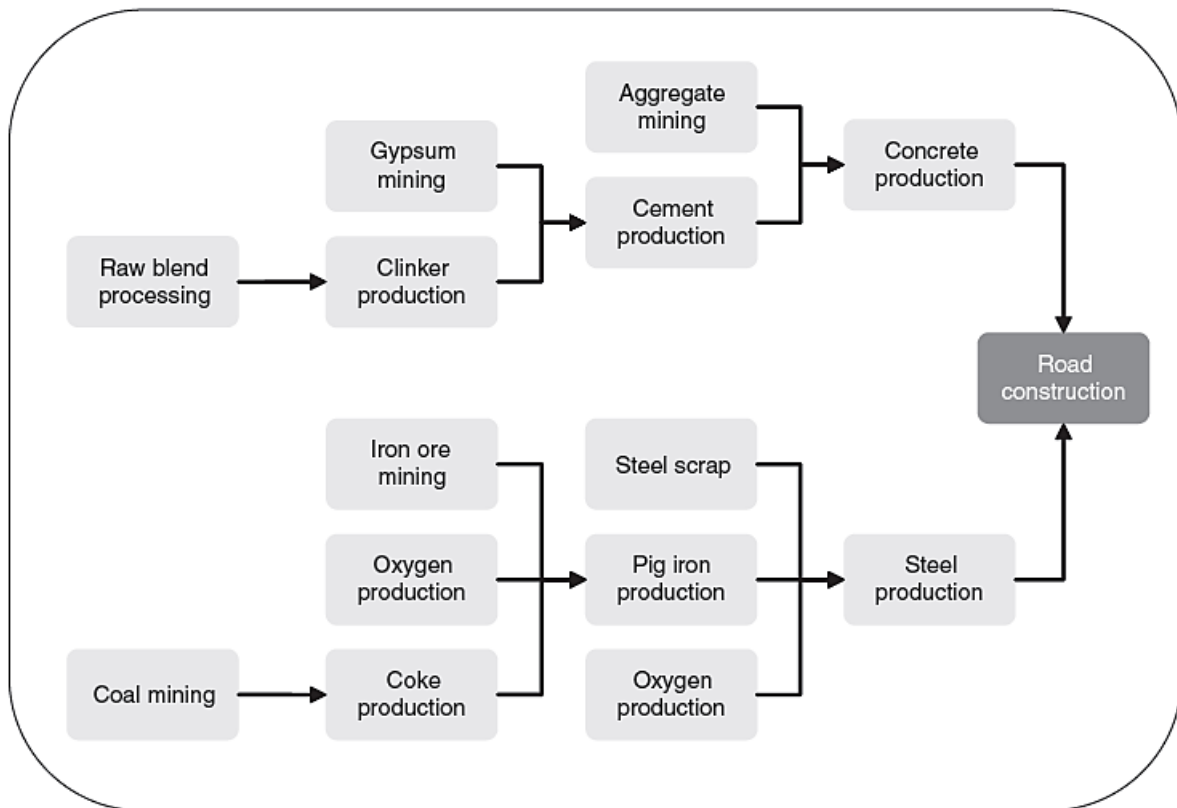 Aggregate
mining
Gypsum
mining
Concrete
production
Cement
production
Raw blend
processing
Clinker
production
Road
construction
Iron ore
mining
Steel scrap
Oxygen
production
Pig iron
production
Steel
production
Coal mining
Coke
production
Oxygen
production